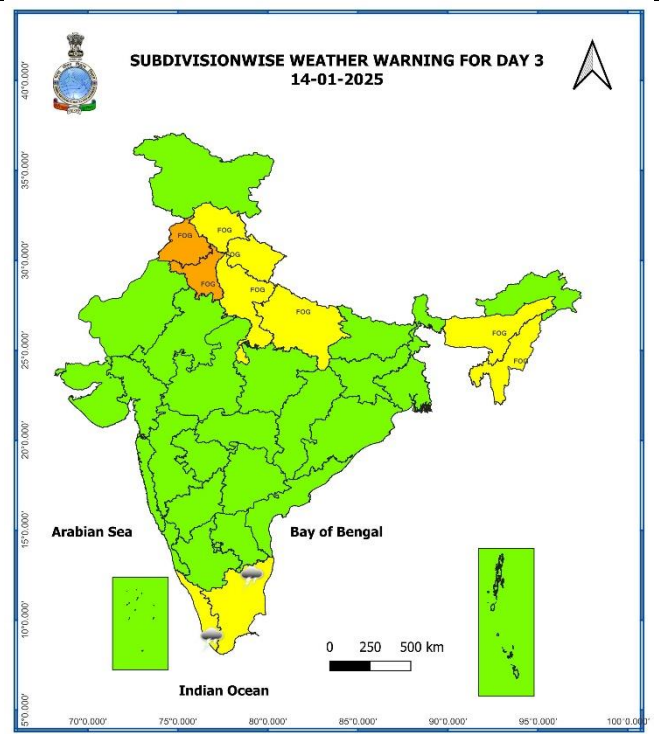 SUBDIVISIONWISE WEATHER WARNING FOR DAY 3
14-01-2025
40°0.000'
35°0.000'
30°0.000'
25°0.000'
20°0.000'
15°0.000'
10°0.000'
5°0.000'
FOG
FOG
FOG
FOG
FOG
FOG
FOG
FOG
Arabian Sea
Bay of Bengal
0 250 500 km
Indian Ocean
70°0.000' 75°0.000' 80°0.000' 85°0.000' 90°0.000' 95°0.000' 100°0.000'